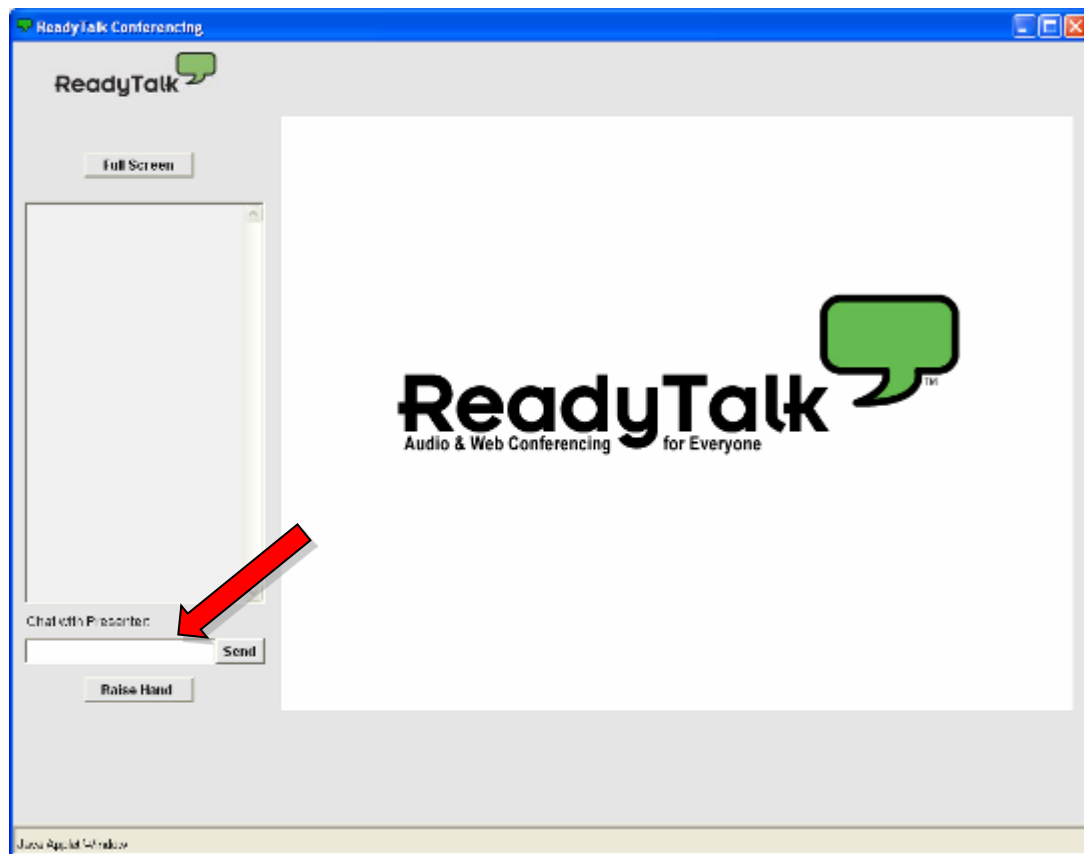 ReadyTalk Conferencing
ReadyTalk
Full Screen
ReadyTalk
TM
Audio & Web Conferencing for Everyone
Chat with Presenter:
Send
Raise Hand
Java Applet Window